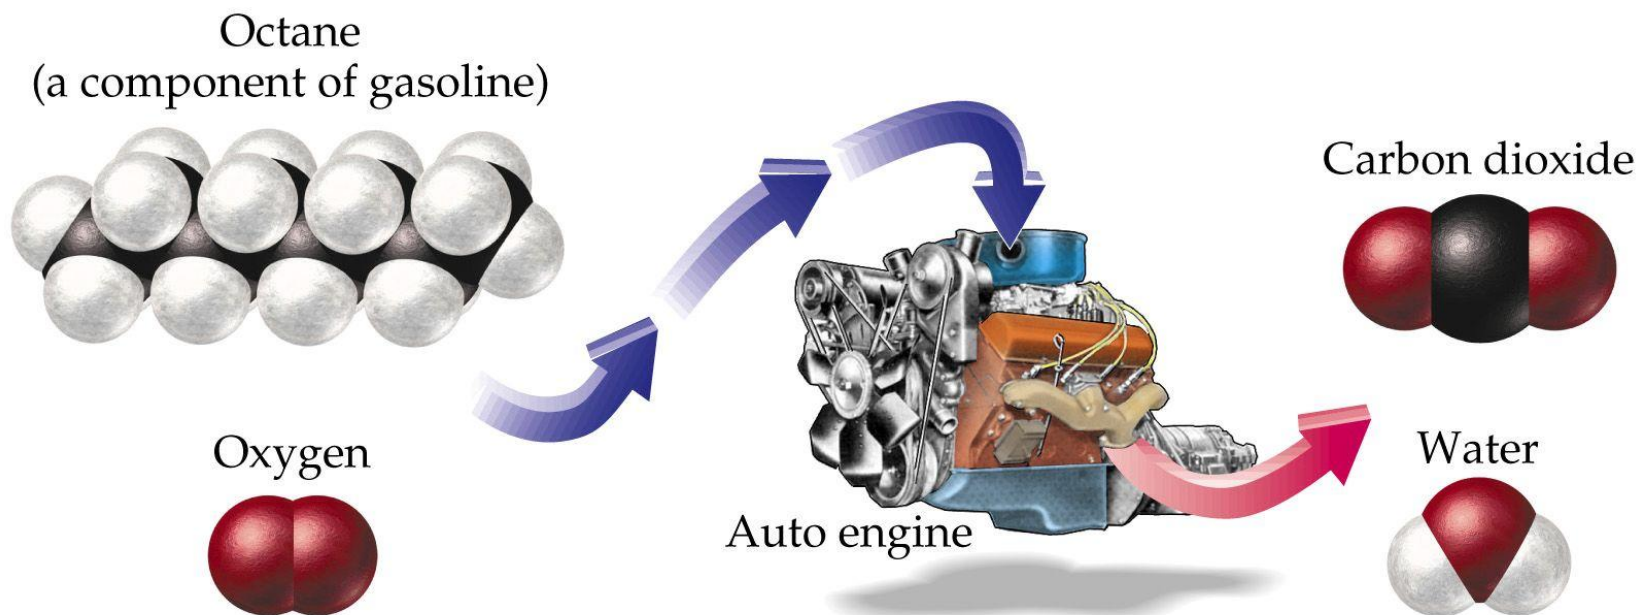 Octane
(a component of gasoline)
Oxygen
Auto engine
Carbon dioxide
Water